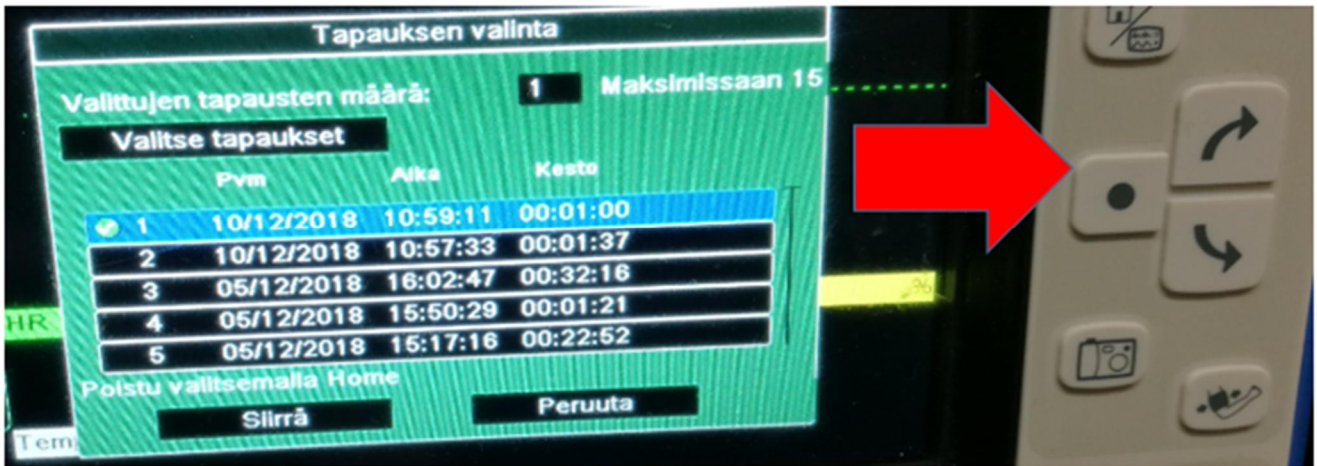 Tapauksen valinta
Valittujen tapausten määrä: 1 Maksimissaan 15
Valitse tapaukset
Pvm Aika Kesto
1 10/12/2018 10:59:11 00:01:00
2 10/12/2018 10:57:33 00:01:37
3 05/12/2018 16:02:47 00:32:16
4 05/12/2018 15:50:29 00:01:21
5 05/12/2018 15:17:16 00:22:52
HR %
Poistu valitsemalla Home
Siirrä Peruuta
Tem